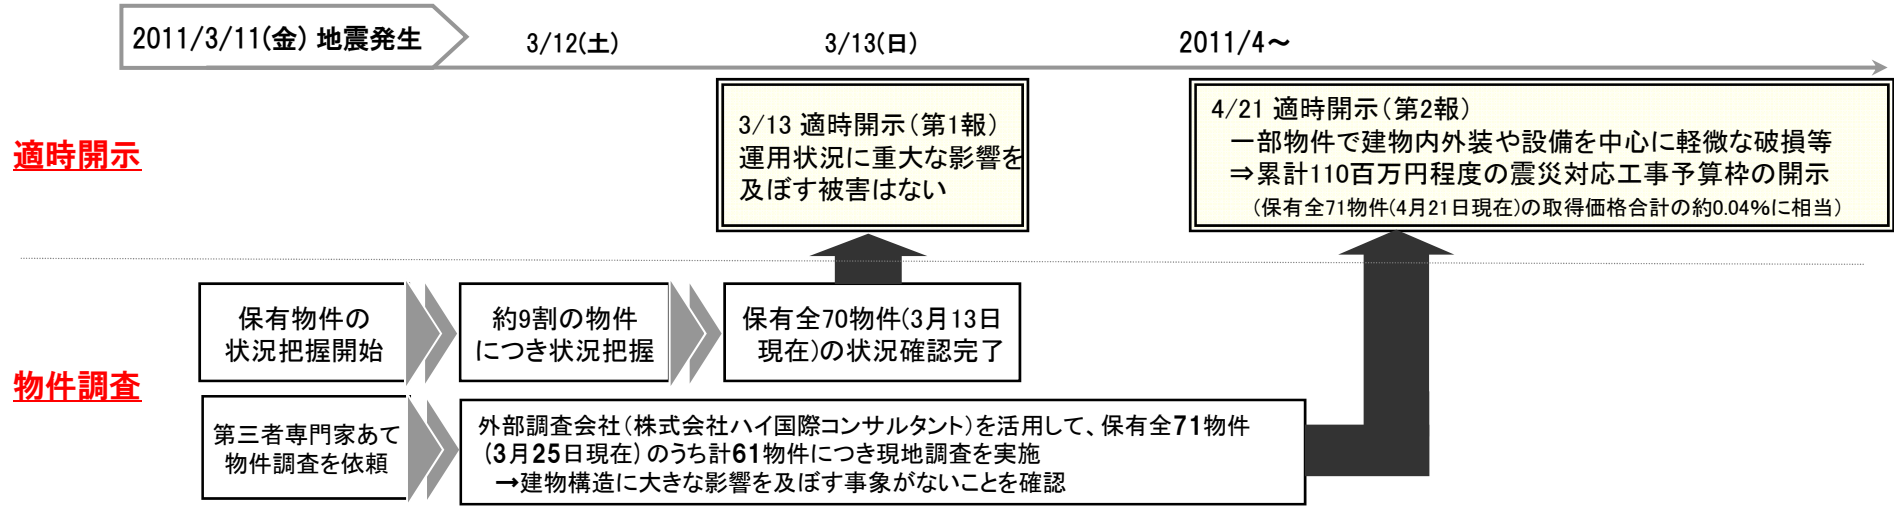 2011/3/11(金) 地震発生
3/12(土)
3/13(日)
2011/4～
適時開示
3/13 適時開示（第1報）
運用状況に重大な影響を
及ぼす被害はない
4/21 適時開示（第2報）
一部物件で建物内外装や設備を中心に軽微な破損等
⇒累計110百万円程度の震災対応工事予算枠の開示
（保有全71物件(4月21日現在)の取得価格合計の約0.04%に相当）
物件調査
保有物件の
状況把握開始
約9割の物件
につき状況把握
保有全70物件(3月13日
現在)の状況確認完了
第三者専門家あて
物件調査を依頼
外部調査会社（株式会社ハイ国際コンサルタント）を活用して、保有全71物件
（3月25日現在）のうち計61物件につき現地調査を実施
→建物構造に大きな影響を及ぼす事象がないことを確認